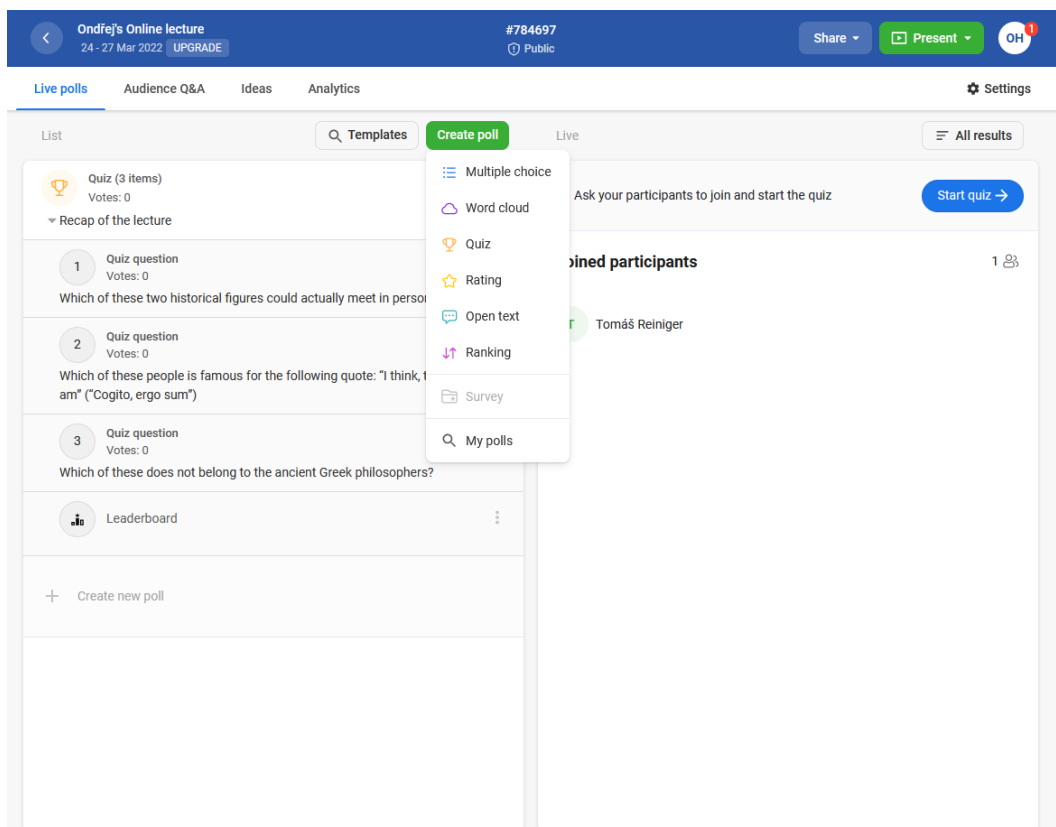 Ondřej's Online lecture
24 - 27 Mar 2022 UPGRADE
#784697
Public
Share
Present
OH
1
Live polls
Audience Q&A
Ideas
Analytics
Settings
List
Templates
Create poll
Live
All results
Quiz (3 items)
Votes: 0
Recap of the lecture
1
Quiz question
Votes: 0
Which of these two historical figures could actually meet in
2
Quiz question
Votes: 0
Which of these people is famous for the following quote: “I think,
am” (“Cogito, ergo sum”)
3
Quiz question
Votes: 0
Which of these does not belong to the ancient Greek philosophers?
Leaderboard
Create new poll
Multiple choice
Word cloud
Quiz
Rating
Open text
Ranking
Survey
My polls
Ask your participants to join and start the quiz
Start quiz →
participants
1
T
Tomáš Reiniger